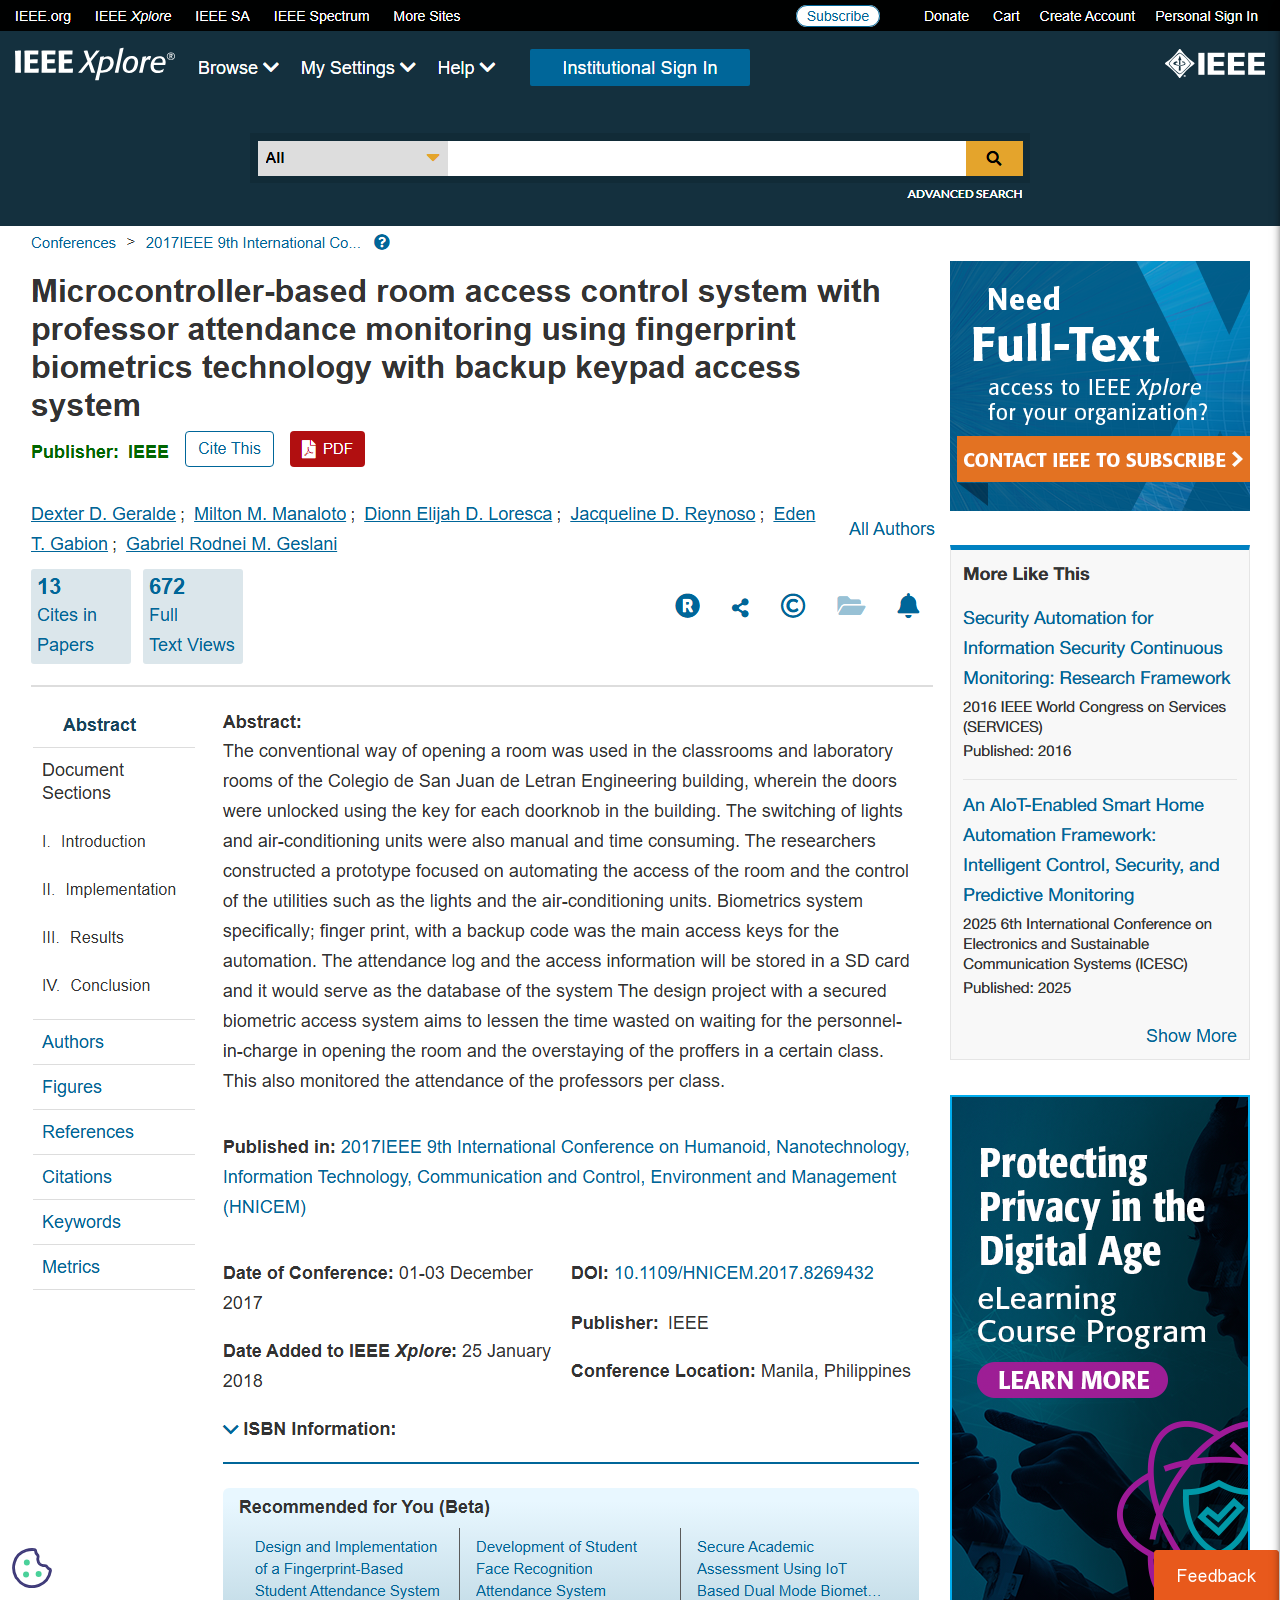 IEEE.org IEEE Xplore IEEE SA IEEE Spectrum More Sites Subscribe Donate Cart Create Account Personal Sign In
IEEE Xplore® Browse My Settings Help Institutional Sign In IEEE
All
ADVANCED SEARCH
Conferences > 2017IEEE 9th International Co...
Microcontroller-based room access control system with
professor attendance monitoring using fingerprint
biometrics technology with backup keypad access
system
Publisher: IEEE Cite This PDF
Dexter D. Geralde ; Milton M. Manaloto ; Dionn Elijah D. Loresca ; Jacqueline D. Reynoso ; Eden
T. Gabion ; Gabriel Rodnei M. Geslani
All Authors
13
Cites in
Papers
672
Full
Text Views
Abstract
Document
Sections
I. Introduction
II. Implementation
III. Results
IV. Conclusion
Authors
Figures
References
Citations
Keywords
Metrics
Abstract:
The conventional way of opening a room was used in the classrooms and laboratory
rooms of the Colegio de San Juan de Letran Engineering building, wherein the doors
were unlocked using the key for each doorknob in the building. The switching of lights
and air-conditioning units were also manual and time consuming. The researchers
constructed a prototype focused on automating the access of the room and the control
of the utilities such as the lights and the air-conditioning units. Biometrics system
specifically; finger print, with a backup code was the main access keys for the
automation. The attendance log and the access information will be stored in a SD card
and it would serve as the database of the system The design project with a secured
biometric access system aims to lessen the time wasted on waiting for the personnel-
in-charge in opening the room and the overstaying of the proffers in a certain class.
This also monitored the attendance of the professors per class.
Published in: 2017IEEE 9th International Conference on Humanoid, Nanotechnology,
Information Technology, Communication and Control, Environment and Management
(HNICEM)
Date of Conference: 01-03 December
2017
Date Added to IEEE Xplore: 25 January
2018
ISBN Information:
DOI: 10.1109/HNICEM.2017.8269432
Publisher: IEEE
Conference Location: Manila, Philippines
Recommended for You (Beta)
Design and Implementation
of a Fingerprint-Based
Student Attendance System
Development of Student
Face Recognition
Attendance System
Secure Academic
Assessment Using IoT
Based Dual Mode Biomet...
Need
Full-Text
access to IEEE Xplore
for your organization?
CONTACT IEEE TO SUBSCRIBE
More Like This
Security Automation for
Information Security Continuous
Monitoring: Research Framework
2016 IEEE World Congress on Services
(SERVICES)
Published: 2016
An AIoT-Enabled Smart Home
Automation Framework:
Intelligent Control, Security, and
Predictive Monitoring
2025 6th International Conference on
Electronics and Sustainable
Communication Systems (ICESC)
Published: 2025
Show More
Protecting
Privacy in the
Digital Age
eLearning
Course Program
LEARN MORE
Feedback